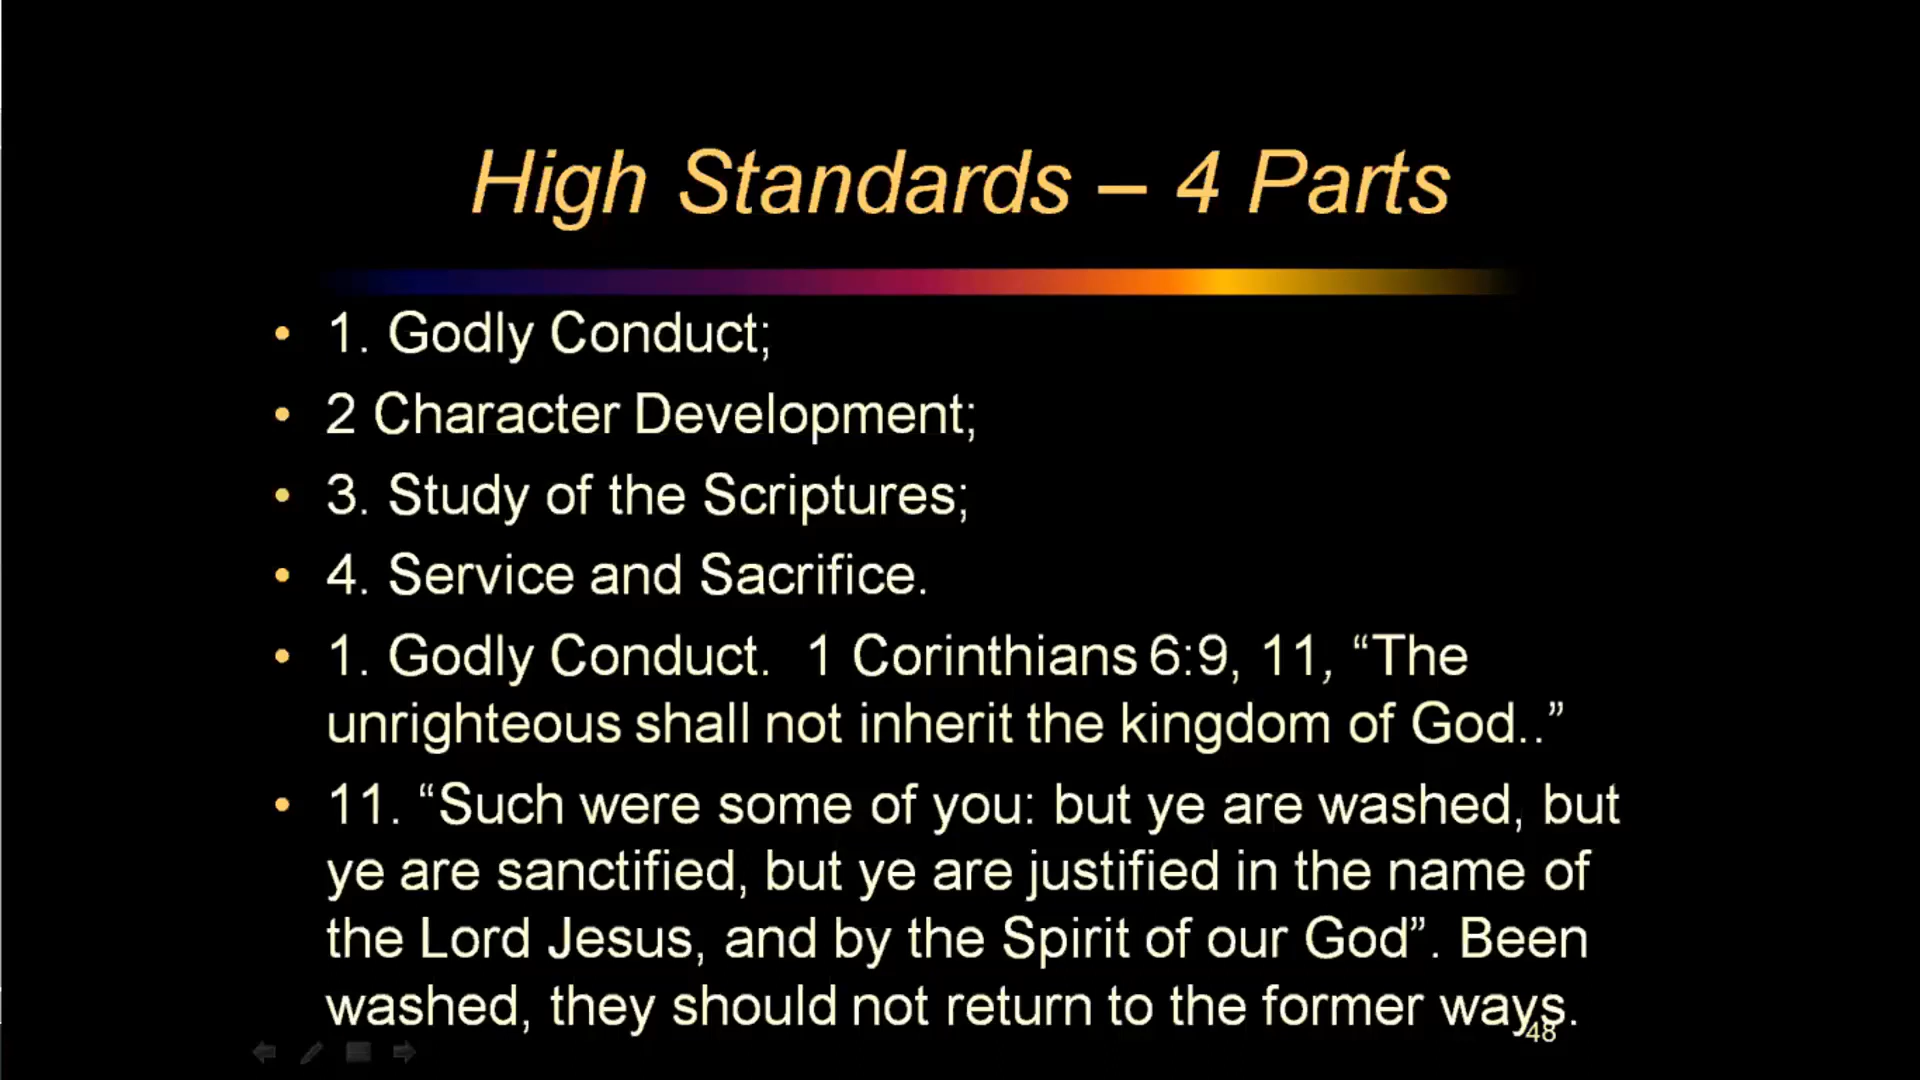 High Standards – 4 Parts
• 1. Godly Conduct;
• 2 Character Development;
• 3. Study of the Scriptures;
• 4. Service and Sacrifice.
• 1. Godly Conduct.  1 Corinthians 6:9, 11, “The
unrighteous shall not inherit the kingdom of God..”
• 11. “Such were some of you: but ye are washed, but
ye are sanctified, but ye are justified in the name of
the Lord Jesus, and by the Spirit of our God”. Been
washed, they should not return to the former ways.
48